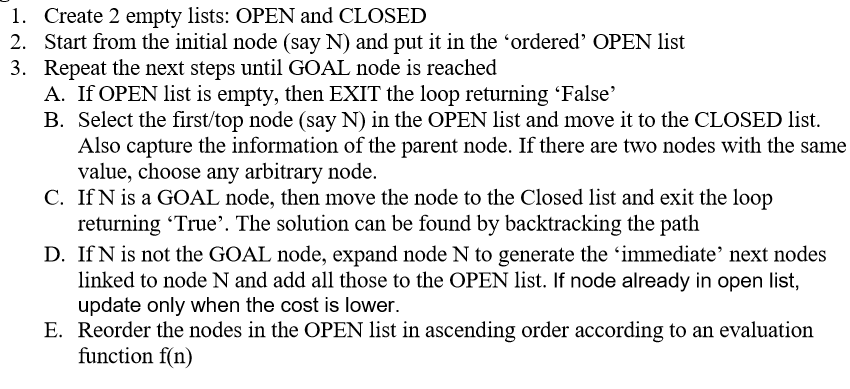 1. Create 2 empty lists: OPEN and CLOSED
2. Start from the initial node (say N) and put it in the ‘ordered’ OPEN list
3. Repeat the next steps until GOAL node is reached
A. If OPEN list is empty, then EXIT the loop returning ‘False’
B. Select the first/top node (say N) in the OPEN list and move it to the CLOSED list.
Also capture the information of the parent node. If there are two nodes with the same
value, choose any arbitrary node.
C. If N is a GOAL node, then move the node to the Closed list and exit the loop
returning ‘True’. The solution can be found by backtracking the path
D. If N is not the GOAL node, expand node N to generate the ‘immediate’ next nodes
linked to node N and add all those to the OPEN list. If node already in open list,
update only when the cost is lower.
E. Reorder the nodes in the OPEN list in ascending order according to an evaluation
function f(n)